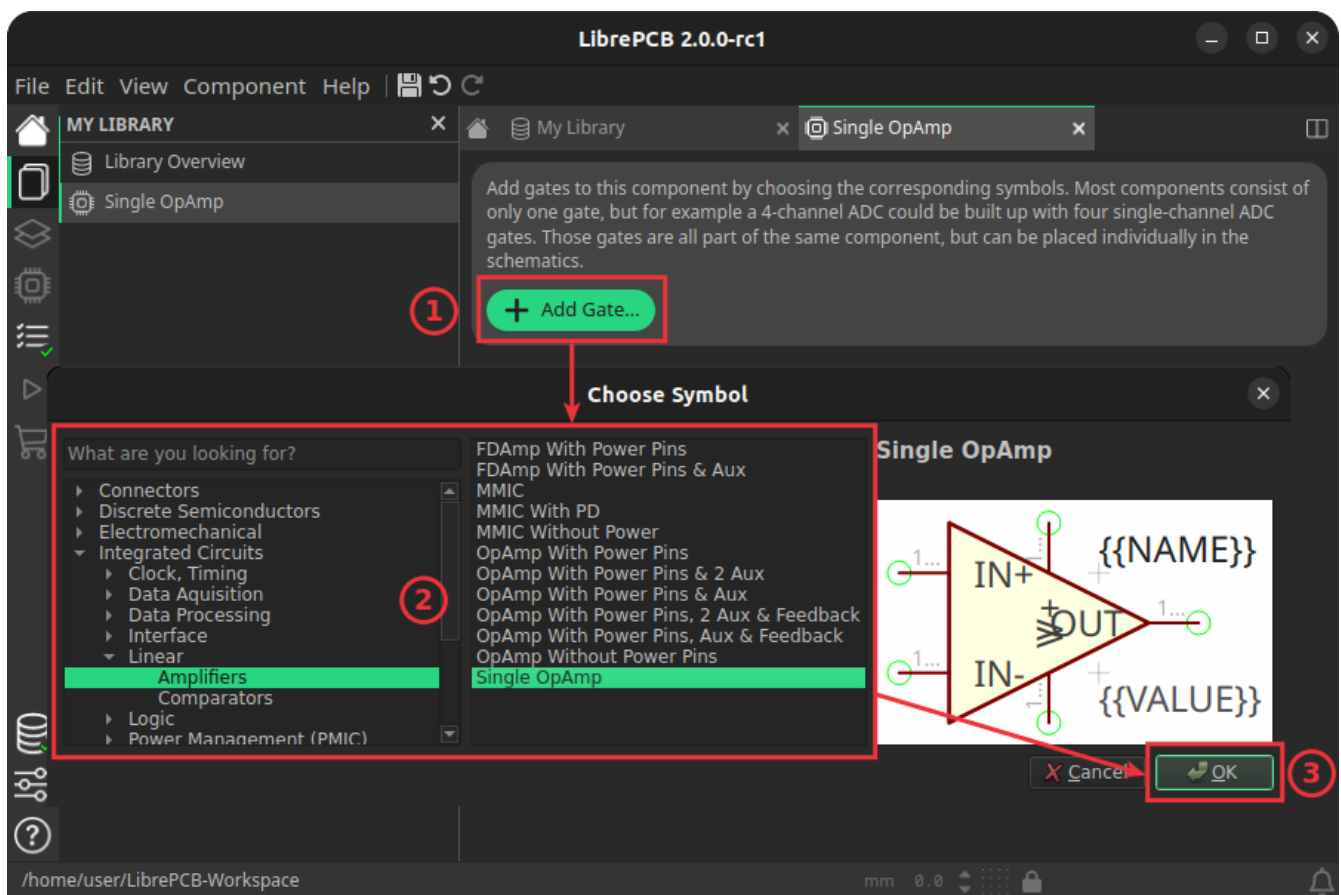 LibrePCB 2.0.0-rc1
File Edit View Component Help
MY LIBRARY
Library Overview
Single OpAmp
My Library
Single OpAmp
Add gates to this component by choosing the corresponding symbols. Most components consist of
only one gate, but for example a 4-channel ADC could be built up with four single-channel ADC
gates. Those gates are all part of the same component, but can be placed individually in the
schematics.
1
Add Gate...
Choose Symbol
What are you looking for?
Connectors
Discrete Semiconductors
Electromechanical
Integrated Circuits
Clock, Timing
Data Aquisition
Data Processing
Interface
Linear
Amplifiers
Comparators
Logic
Power Management (PMIC)
2
FDAmp With Power Pins
FDAmp With Power Pins & Aux
MMIC
MMIC With PD
MMIC Without Power
OpAmp With Power Pins
OpAmp With Power Pins & 2 Aux
OpAmp With Power Pins & Aux
OpAmp With Power Pins, 2 Aux & Feedback
OpAmp With Power Pins, Aux & Feedback
OpAmp Without Power Pins
Single OpAmp
Single OpAmp
{{NAME}}
1...
IN+
OUT
1...
1...
IN-
{{VALUE}}
Cancel
OK
3
/home/user/LibrePCB-Workspace
mm 0.0